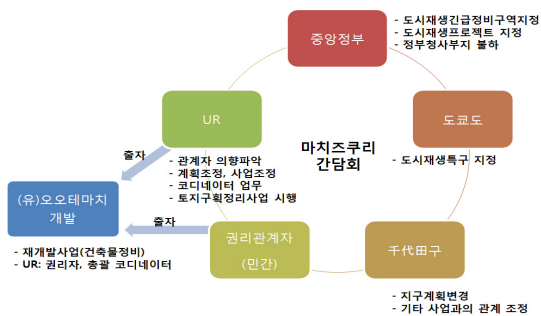 중앙정부
- 도시재생긴급정비구역지정
- 도시재생프로젝트 지정
- 정부청사부지 불하
UR
도쿄도
마치즈쿠리
간담회
출자
- 관계자 의향파악
- 계획조정, 사업조정
- 코디네이터 업무
- 토지구획정리사업 시행
- 도시재생특구 지정
(유)오오테마치
개발
출자
권리관계자
(민간)
千代田구
- 재개발사업(건축물정비)
- UR: 권리자, 총괄 코디네이터
- 지구계획변경
- 기타 사업과의 관계 조정